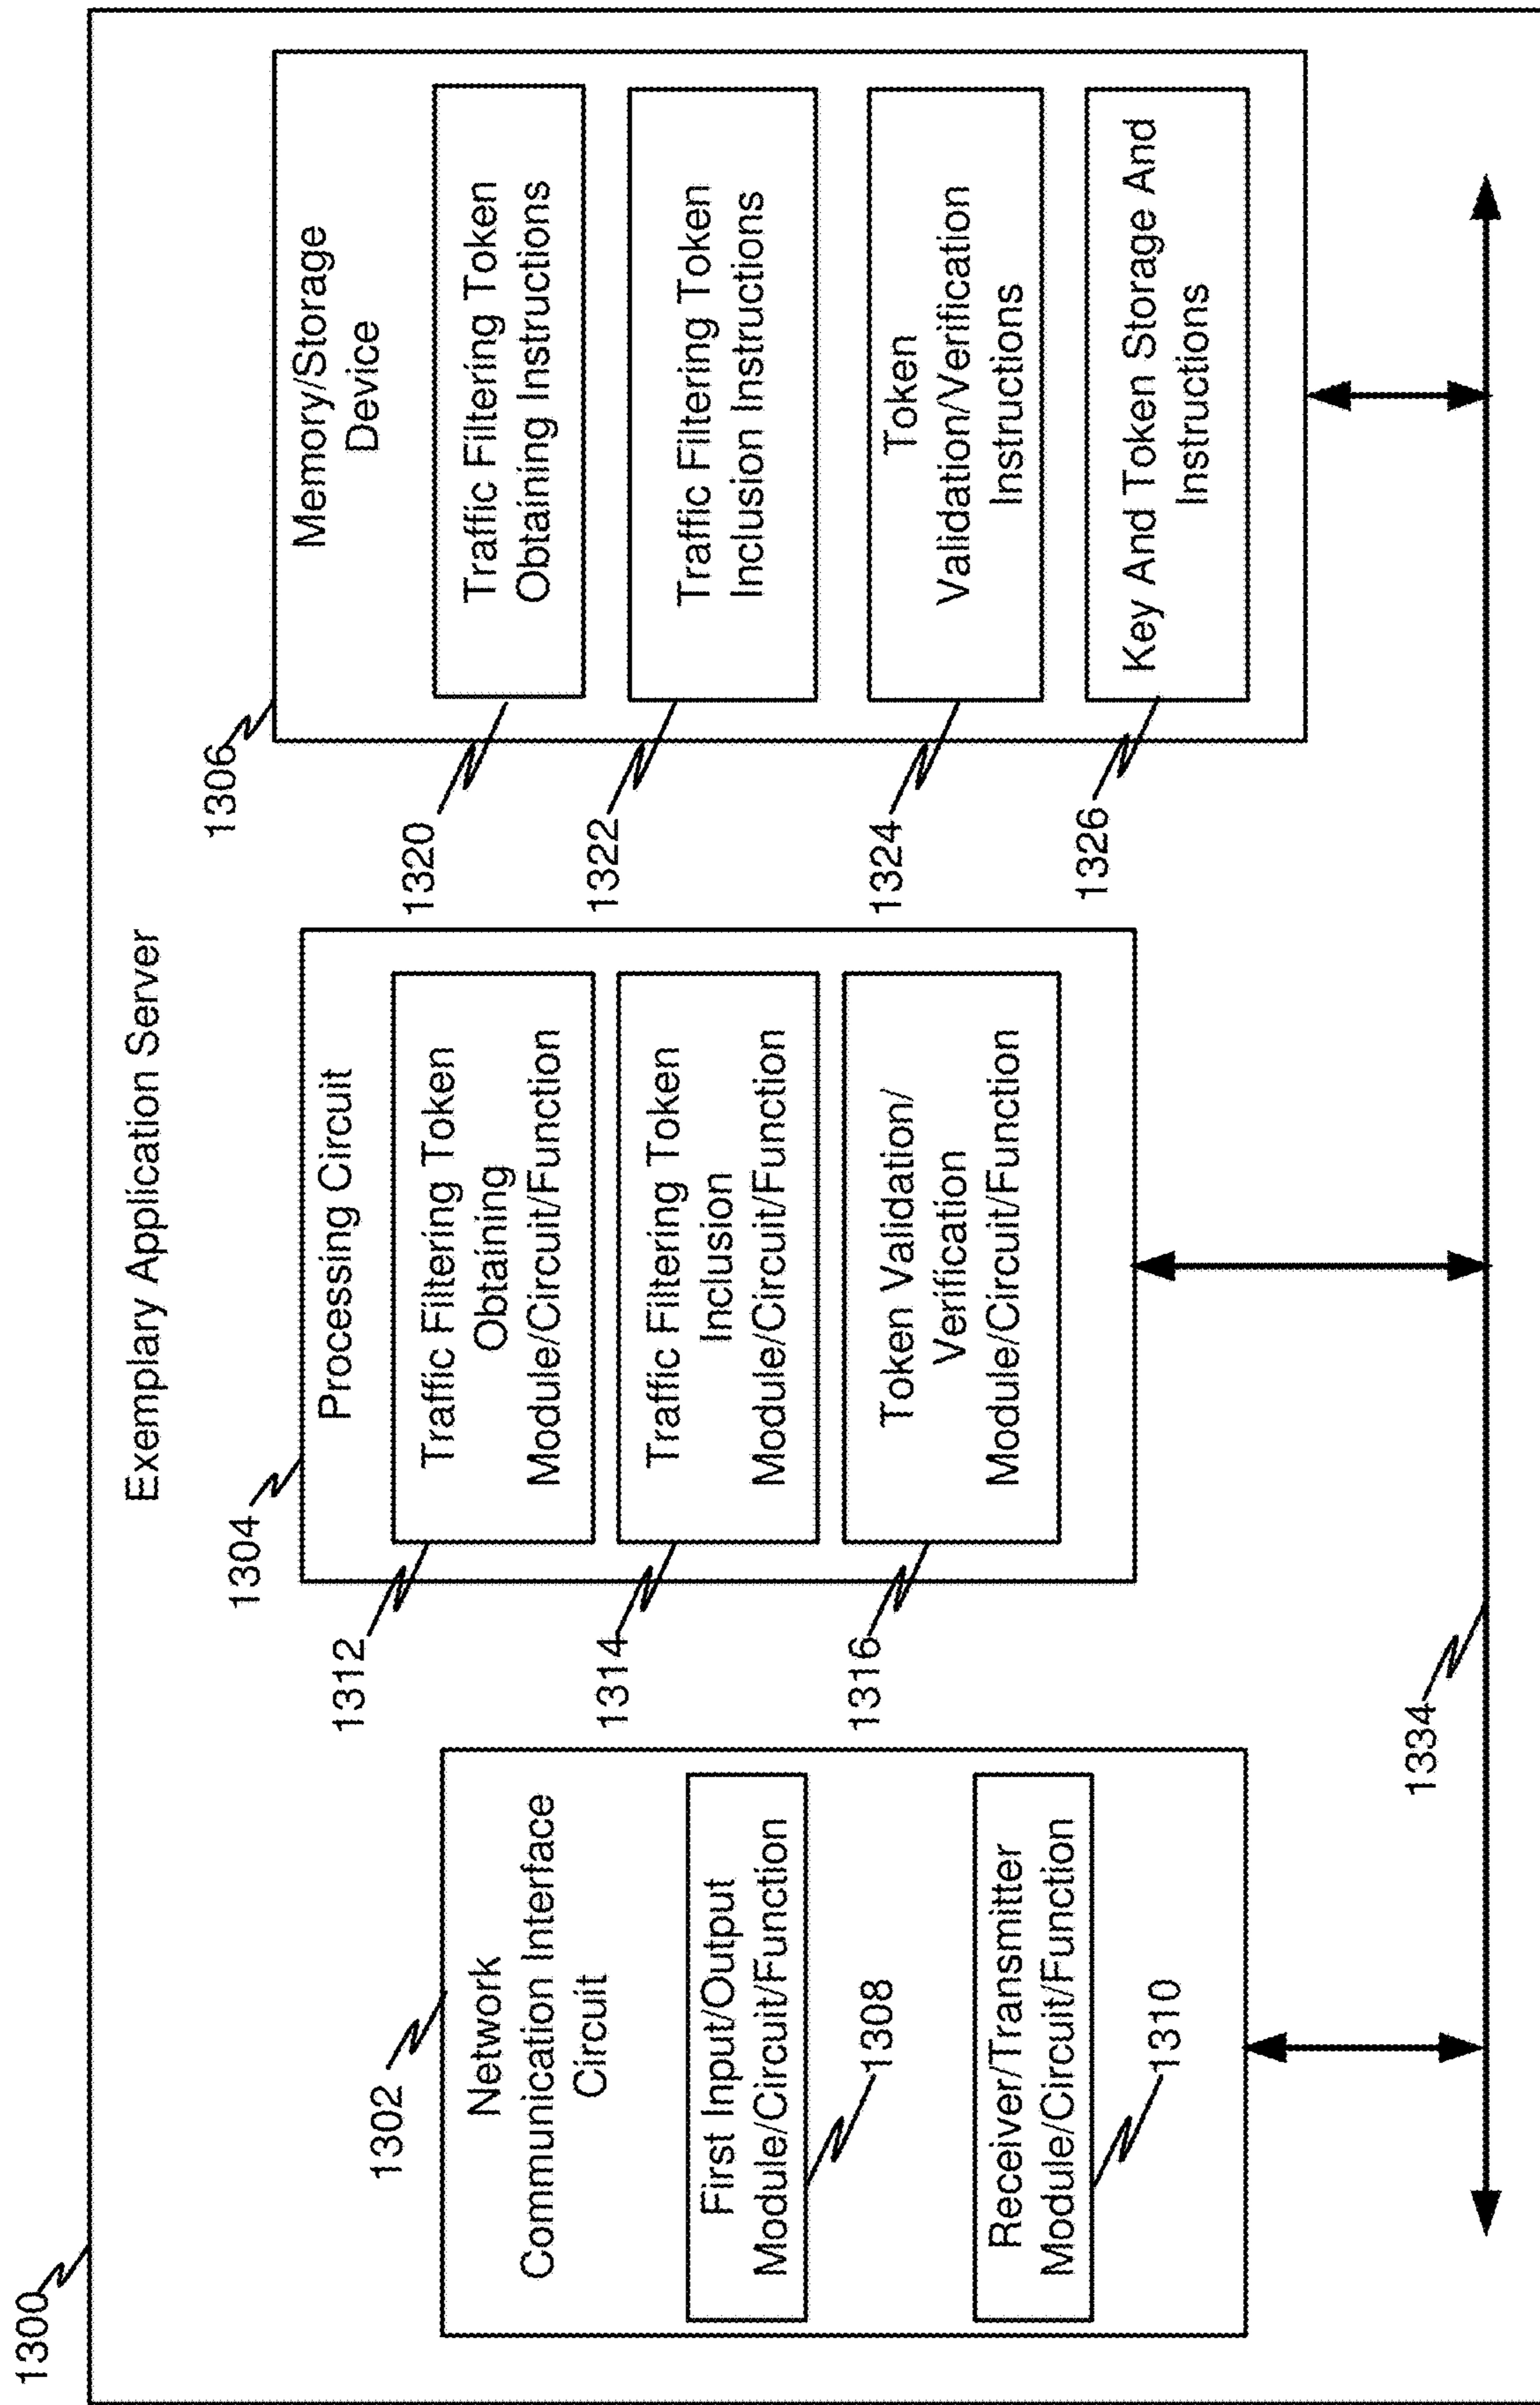 1300
Exemplary Application Server
1302
Network
Communication Interface
Circuit
First Input/Output
Module/Circuit/Function
1308
Receiver/Transmitter
Module/Circuit/Function
1310
1304
Processing Circuit
1312
Traffic Filtering Token
Obtaining
Module/Circuit/Function
1314
Traffic Filtering Token
Inclusion
Module/Circuit/Function
1316
Token Validation/
Verification
Module/Circuit/Function
1306
Memory/Storage
Device
1320
Traffic Filtering Token
Obtaining Instructions
1322
Traffic Filtering Token
Inclusion Instructions
1324
Token
Validation/Verification
Instructions
1326
Key And Token Storage And
Instructions
1334